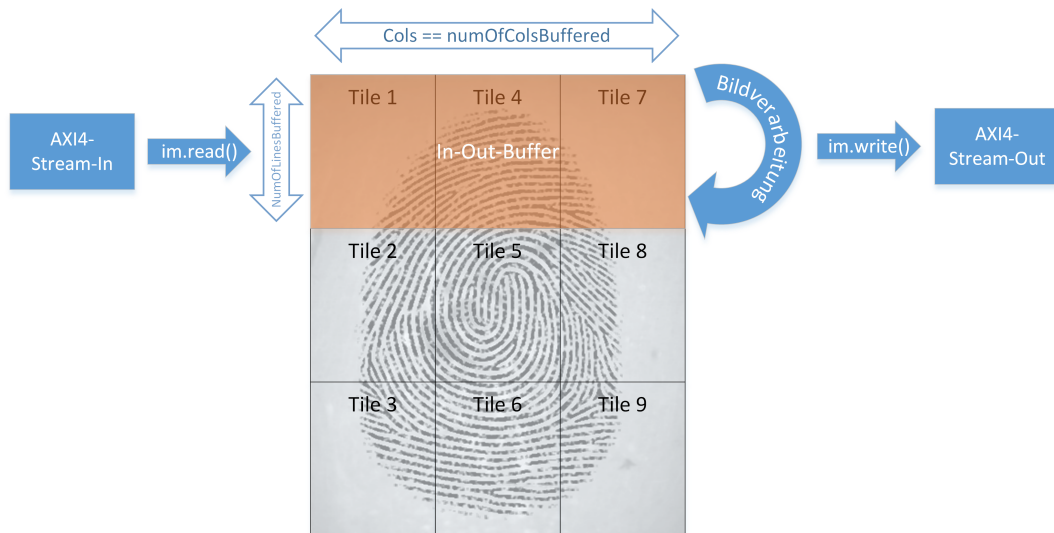 Cols == numOfColsBuffered
AXI4-
Stream-In
im.read()
NumOfLinesBuffered
Tile 1
Tile 4
Tile 7
In-Out-Buffer
Bildverarbeitung
im.write()
AXI4-
Stream-Out
Tile 2
Tile 5
Tile 8
Tile 3
Tile 6
Tile 9